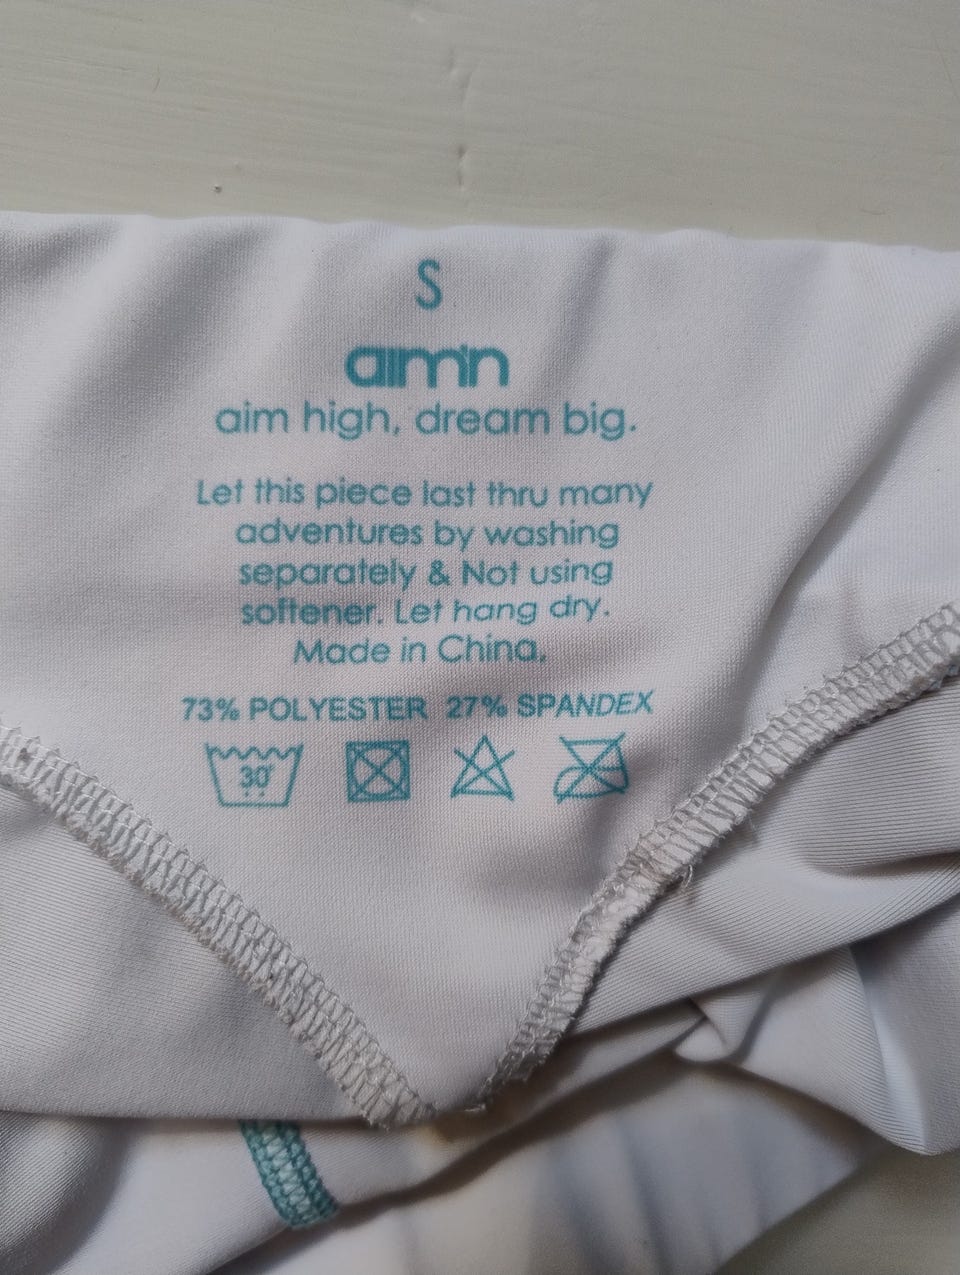 S
aim'n
aim high, dream big.
Let this piece last thru many
adventures by washing
separately & Not using
softener. Let hang dry.
Made in China.
73% POLYESTER 27% SPANDEX
30°